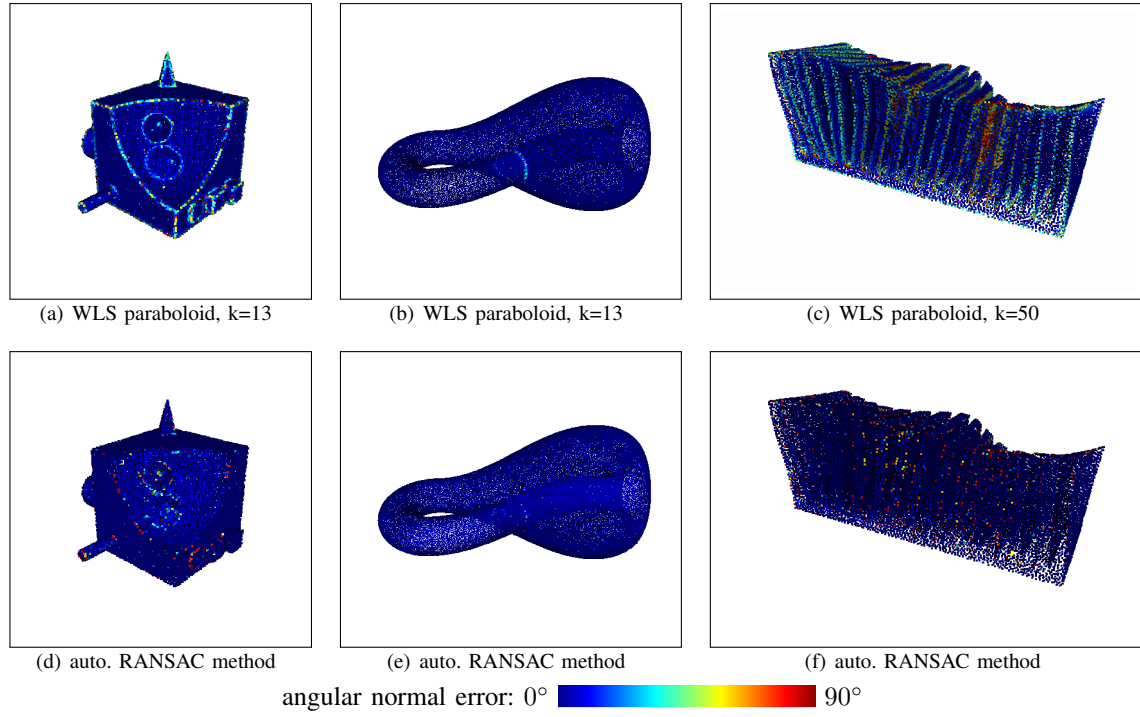 (a) WLS paraboloid, k=13
(b) WLS paraboloid, k=13
(c) WLS paraboloid, k=50
(d) auto. RANSAC method
(e) auto. RANSAC method
(f) auto. RANSAC method
angular normal error: 0° 90°